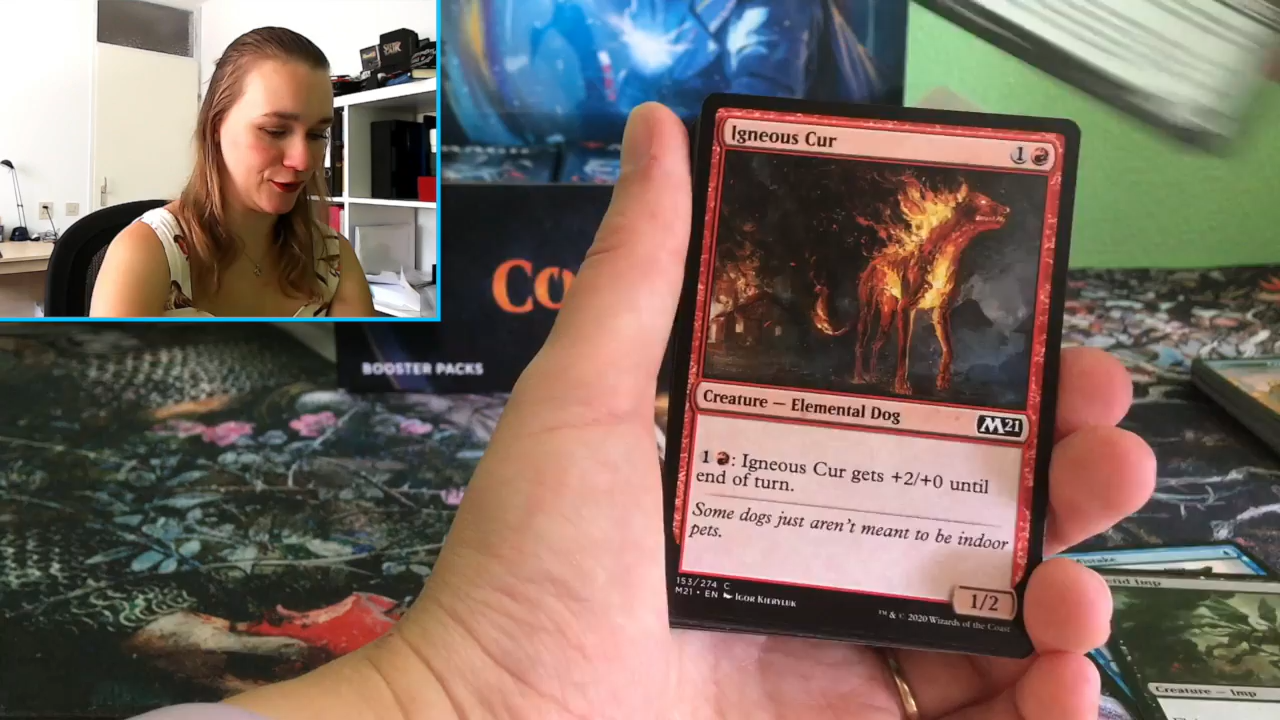 Igneous Cur
1
Co
BOOSTER PACKS
Creature — Elemental Dog
M21
1 : Igneous Cur gets +2/+0 until
end of turn.
Some dogs just aren't meant to be indoor
pets.
153/274 C
M21 • EN Igor Kieryluk
1/2
™ & © 2020 Wizards of the Coast
Imp
Creature — Imp